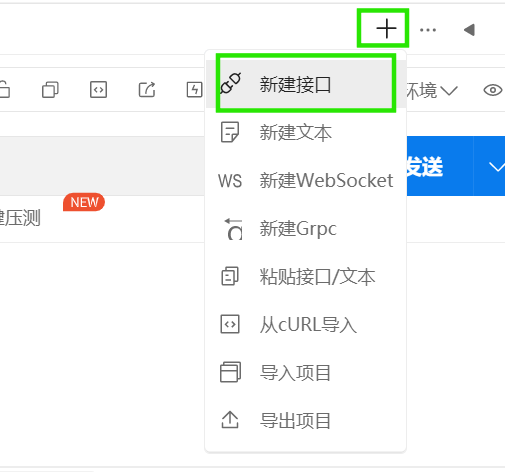 新建接口
环境
新建文本
发送
WS 新建WebSocket
NEW
建压测
新建Grpc
粘贴接口/文本
从cURL导入
导入项目
导出项目